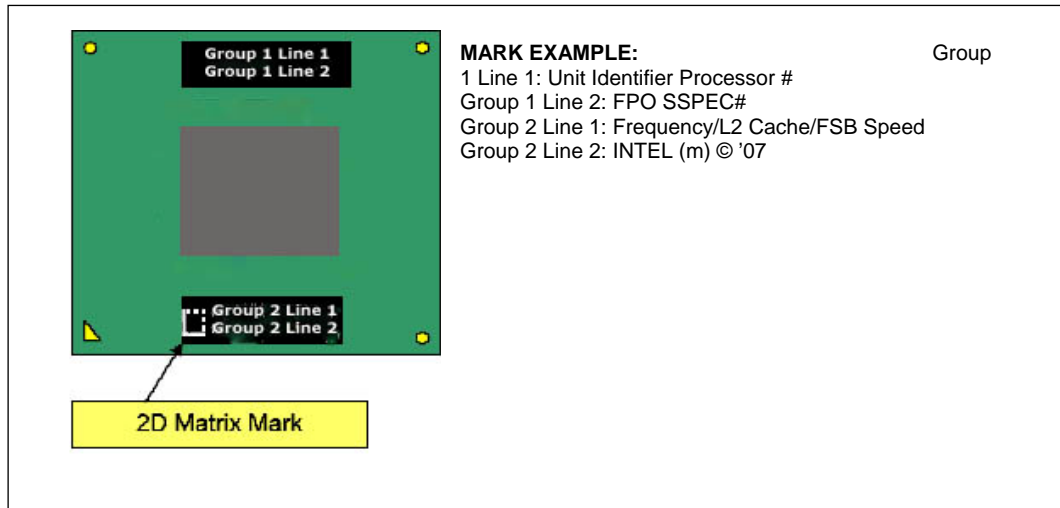 Group 1 Line 1
Group 1 Line 2
MARK EXAMPLE: Group
1 Line 1: Unit Identifier Processor #
Group 1 Line 2: FPO SSPEC#
Group 2 Line 1: Frequency/L2 Cache/FSB Speed
Group 2 Line 2: INTEL (m) © '07
Group 2 Line 1
Group 2 Line 2
2D Matrix Mark